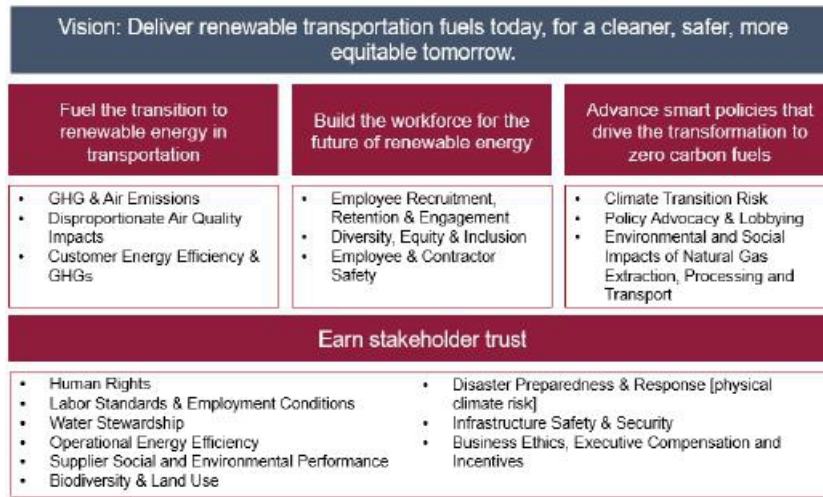 Vision: Deliver renewable transportation fuels today, for a cleaner, safer, more
equitable tomorrow.
Fuel the transition to
renewable energy in
transportation
• GHG & Air Emissions
• Disproportionate Air Quality
Impacts
• Customer Energy Efficiency &
GHGs
Build the workforce for the
future of renewable energy
• Employee Recruitment,
Retention & Engagement
• Diversity, Equity & Inclusion
• Employee & Contractor
Safety
Advance smart policies that
drive the transformation to
zero carbon fuels
• Climate Transition Risk
• Policy Advocacy & Lobbying
• Environmental and Social
Impacts of Natural Gas
Extraction, Processing and
Transport
Earn stakeholder trust
• Human Rights
• Labor Standards & Employment Conditions
• Water Stewardship
• Operational Energy Efficiency
• Supplier Social and Environmental Performance
• Biodiversity & Land Use
• Disaster Preparedness & Response [physical
climate risk]
• Infrastructure Safety & Security
• Business Ethics, Executive Compensation and
Incentives